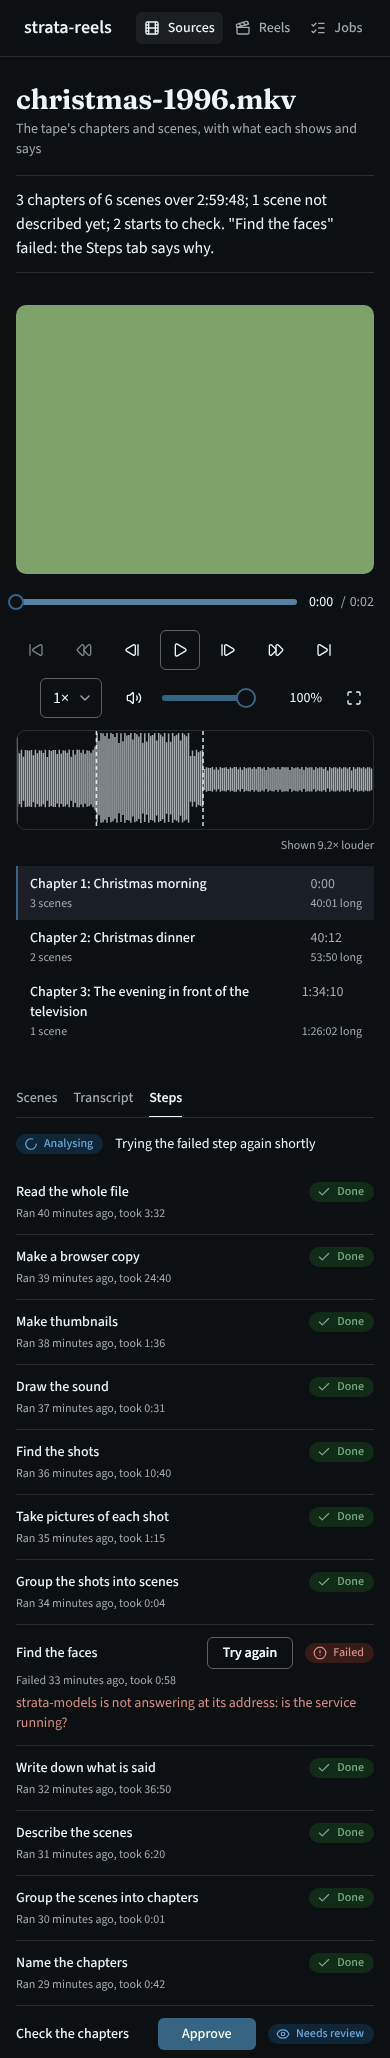 strata-reels
Sources
Reels
Jobs
christmas-1996.mkv
The tape's chapters and scenes, with what each shows and
says
3 chapters of 6 scenes over 2:59:48; 1 scene not
described yet; 2 starts to check. "Find the faces"
failed: the Steps tab says why.
0:00 / 0:02
1×
100%
Shown 9.2× louder
Chapter 1: Christmas morning 0:00
3 scenes 40:01 long
Chapter 2: Christmas dinner 40:12
2 scenes 53:50 long
Chapter 3: The evening in front of the 1:34:10
television
1 scene 1:26:02 long
Scenes Transcript Steps
Analysing Trying the failed step again shortly
Read the whole file Done
Ran 40 minutes ago, took 3:32
Make a browser copy Done
Ran 39 minutes ago, took 24:40
Make thumbnails Done
Ran 38 minutes ago, took 1:36
Draw the sound Done
Ran 37 minutes ago, took 0:31
Find the shots Done
Ran 36 minutes ago, took 10:40
Take pictures of each shot Done
Ran 35 minutes ago, took 1:15
Group the shots into scenes Done
Ran 34 minutes ago, took 0:04
Find the faces Try again Failed
Failed 33 minutes ago, took 0:58
strata-models is not answering at its address: is the service
running?
Write down what is said Done
Ran 32 minutes ago, took 36:50
Describe the scenes Done
Ran 31 minutes ago, took 6:20
Group the scenes into chapters Done
Ran 30 minutes ago, took 0:01
Name the chapters Done
Ran 29 minutes ago, took 0:42
Check the chapters Approve Needs review